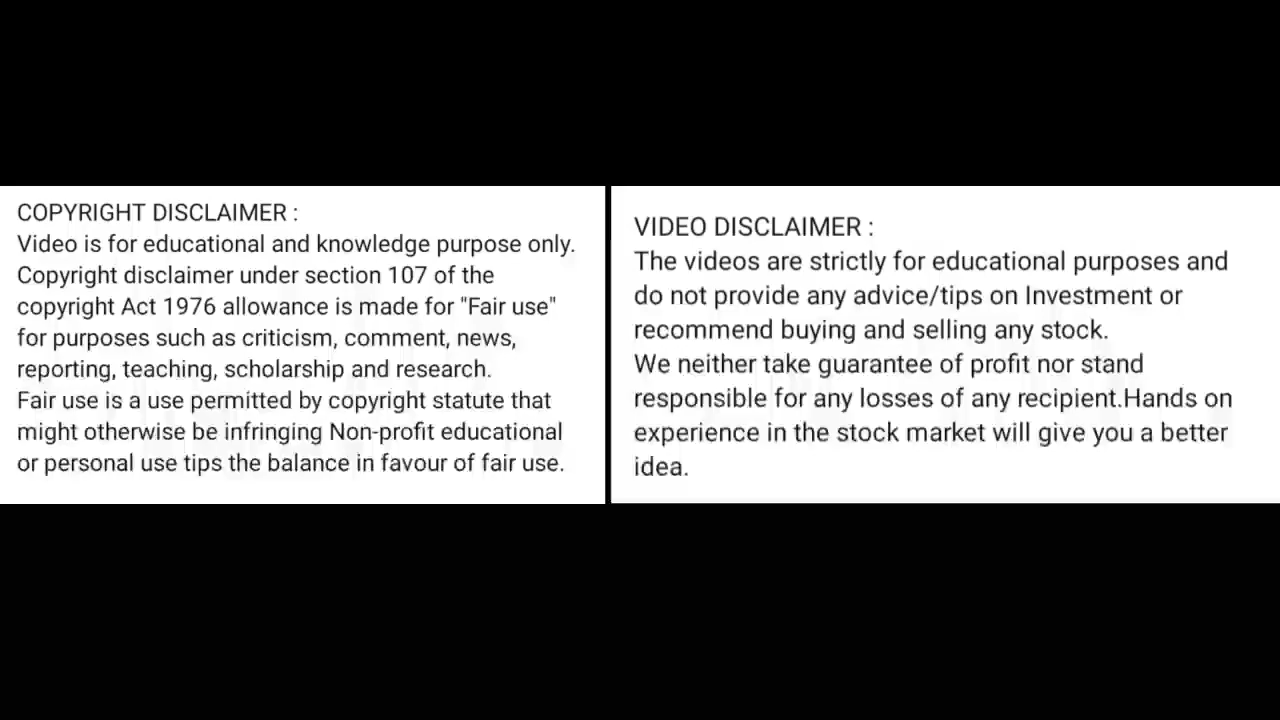 COPYRIGHT DISCLAIMER :
Video is for educational and knowledge purpose only.
Copyright disclaimer under section 107 of the
copyright Act 1976 allowance is made for "Fair use"
for purposes such as criticism, comment, news,
reporting, teaching, scholarship and research.
Fair use is a use permitted by copyright statute that
might otherwise be infringing Non-profit educational
or personal use tips the balance in favour of fair use.
VIDEO DISCLAIMER :
The videos are strictly for educational purposes and
do not provide any advice/tips on Investment or
recommend buying and selling any stock.
We neither take guarantee of profit nor stand
responsible for any losses of any recipient.Hands on
experience in the stock market will give you a better
idea.